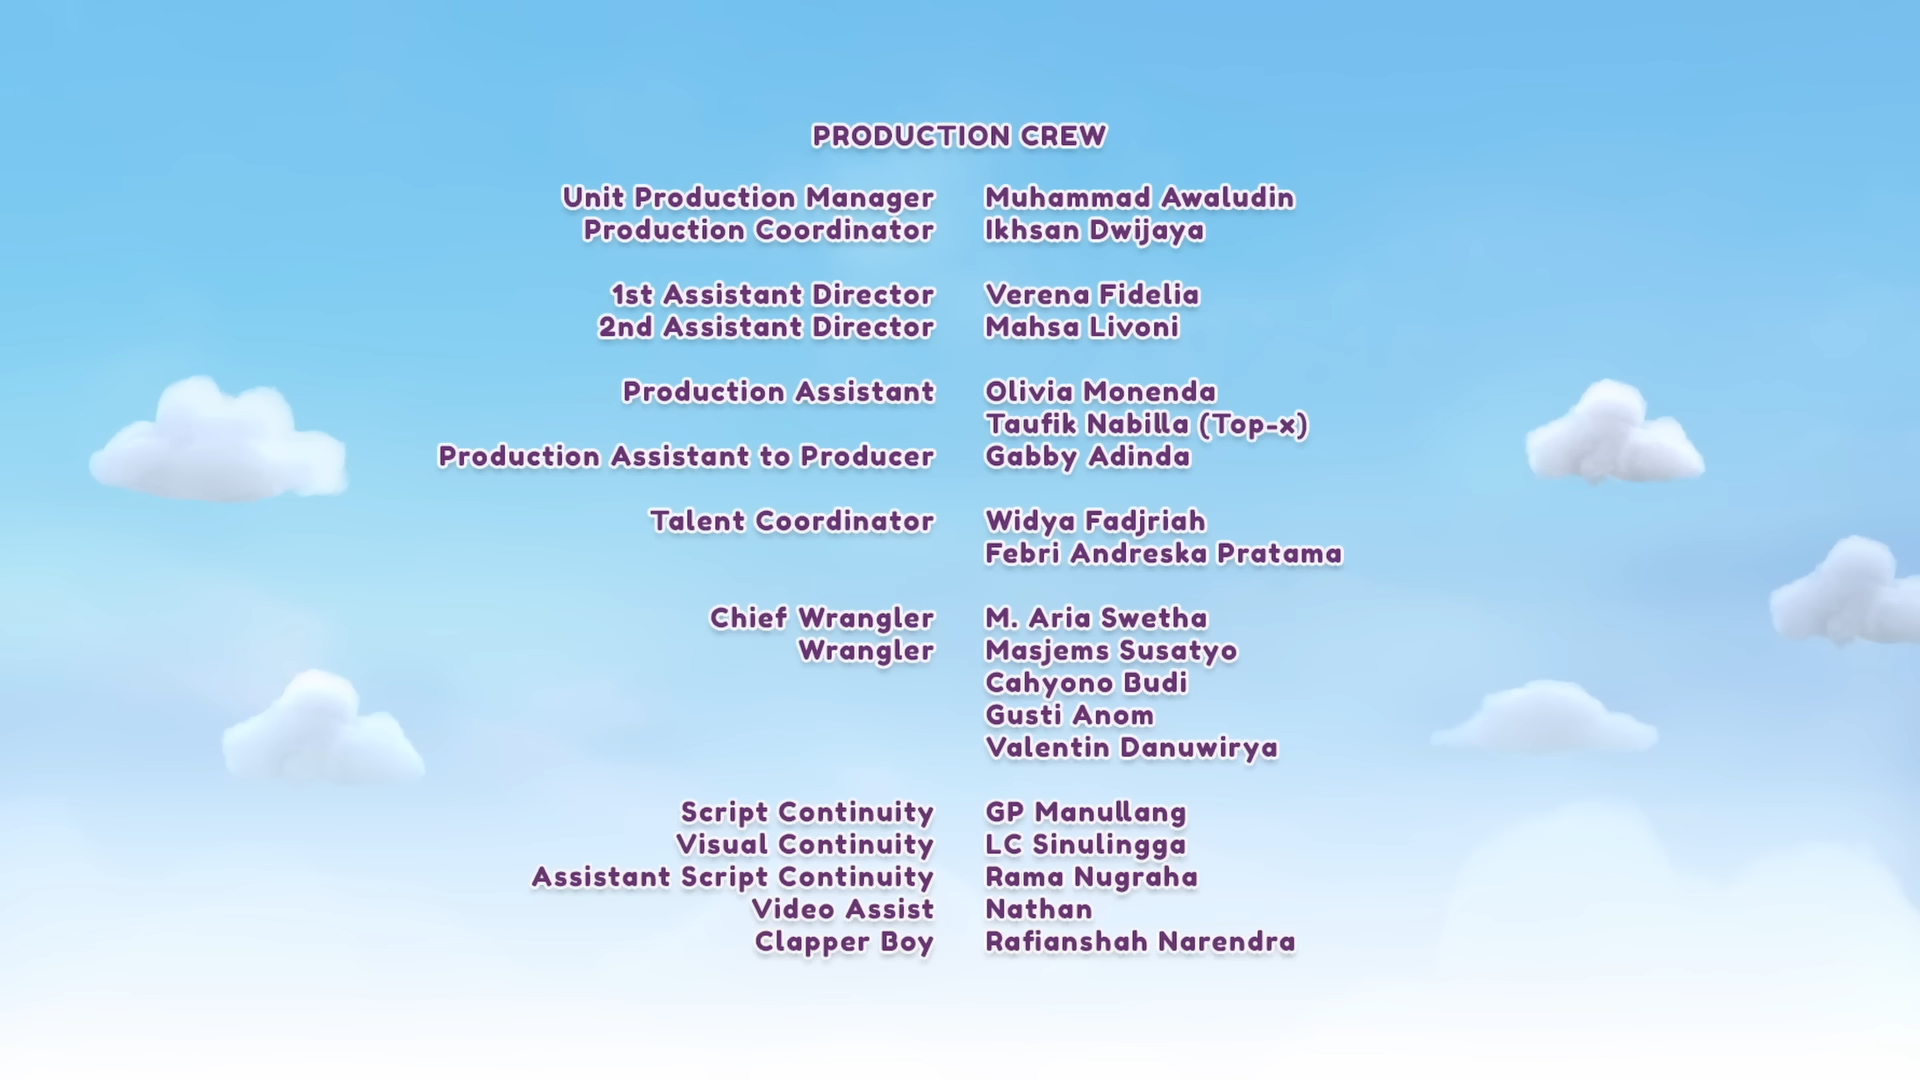 PRODUCTION CREW
Unit Production Manager Muhammad Awaludin
Production Coordinator Ikhsan Dwijaya
1st Assistant Director Verena Fidelia
2nd Assistant Director Mahsa Livoni
Production Assistant Olivia Monenda
Taufik Nabilla (Top-x)
Production Assistant to Producer Gabby Adinda
Talent Coordinator Widya Fadjriah
Febri Andreska Pratama
Chief Wrangler M. Aria Swetha
Wrangler Masjems Susatyo
Cahyono Budi
Gusti Anom
Valentin Danuwirya
Script Continuity GP Manullang
Visual Continuity LC Sinulingga
Assistant Script Continuity Rama Nugraha
Video Assist Nathan
Clapper Boy Rafianshah Narendra